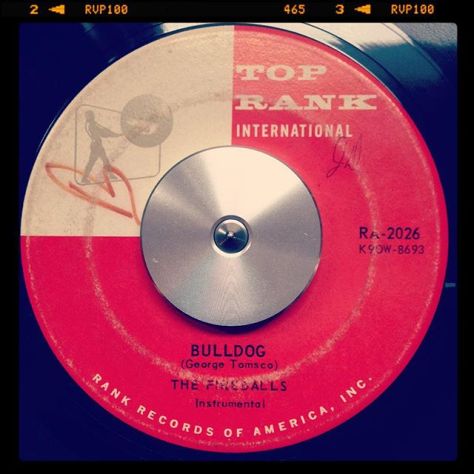 2 ◄ RVP100 465 3 ◄ RVP100
TOP
RANK
INTERNATIONAL
RA-2026
K9OW-8693
BULLDOG
(George Tomsco)
THE FIREBALLS
Instrumental
RANK RECORDS OF AMERICA, INC.